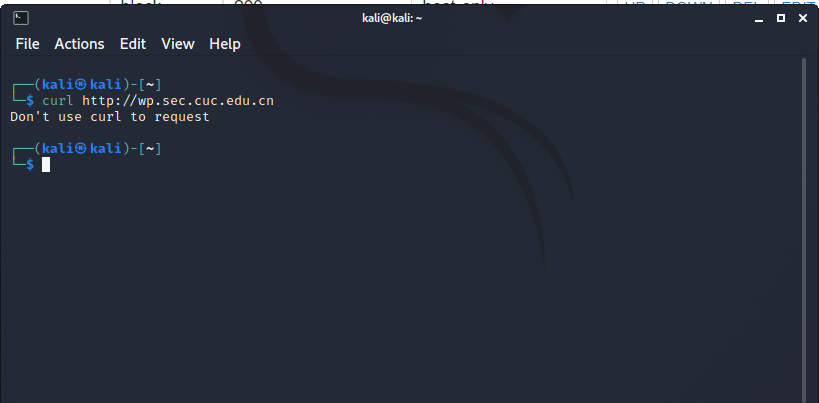 kali@kali: ~
File Actions Edit View Help
┌──(kali㉿kali)-[~]
└─$ curl http://wp.sec.cuc.edu.cn
Don't use curl to request
┌──(kali㉿kali)-[~]
└─$